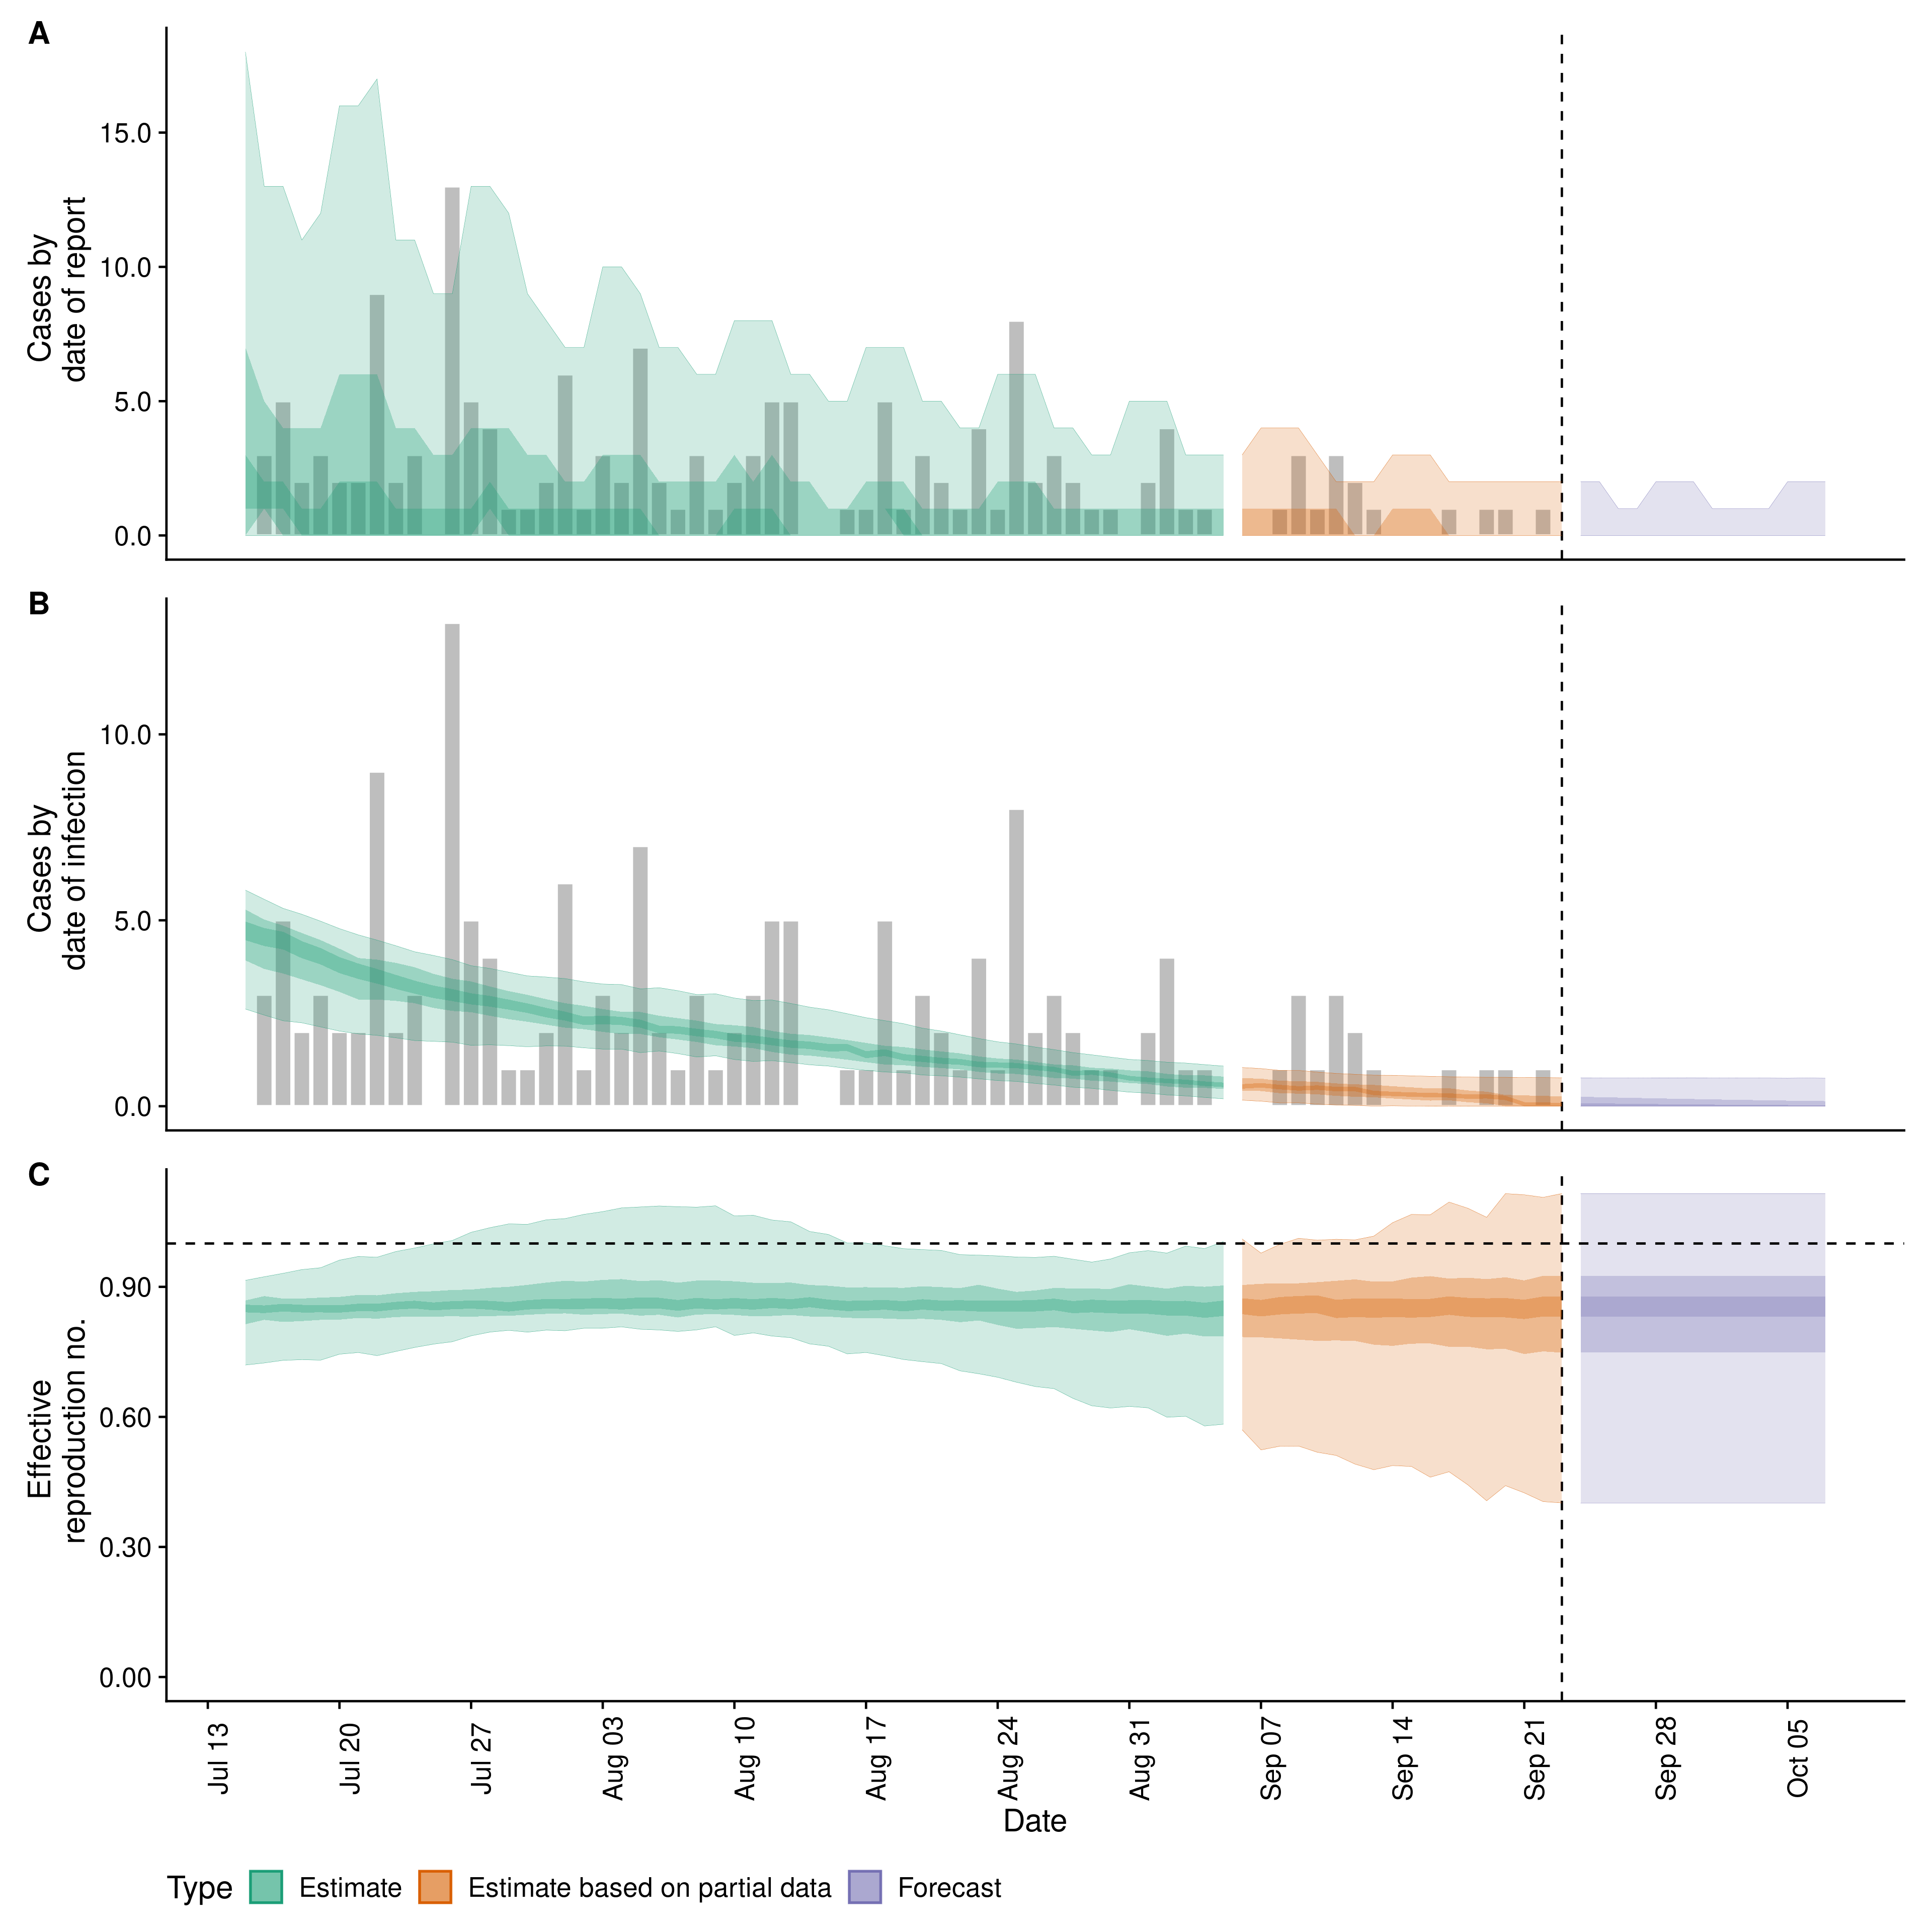 A
Cases by
date of report
15.0
10.0
5.0
0.0
B
Cases by
date of infection
10.0
5.0
0.0
C
Effective
reproduction no.
0.90
0.60
0.30
0.00
Jul 13
Jul 20
Jul 27
Aug 03
Aug 10
Aug 17
Aug 24
Aug 31
Sep 07
Sep 14
Sep 21
Sep 28
Oct 05
Date
Type
Estimate
Estimate based on partial data
Forecast